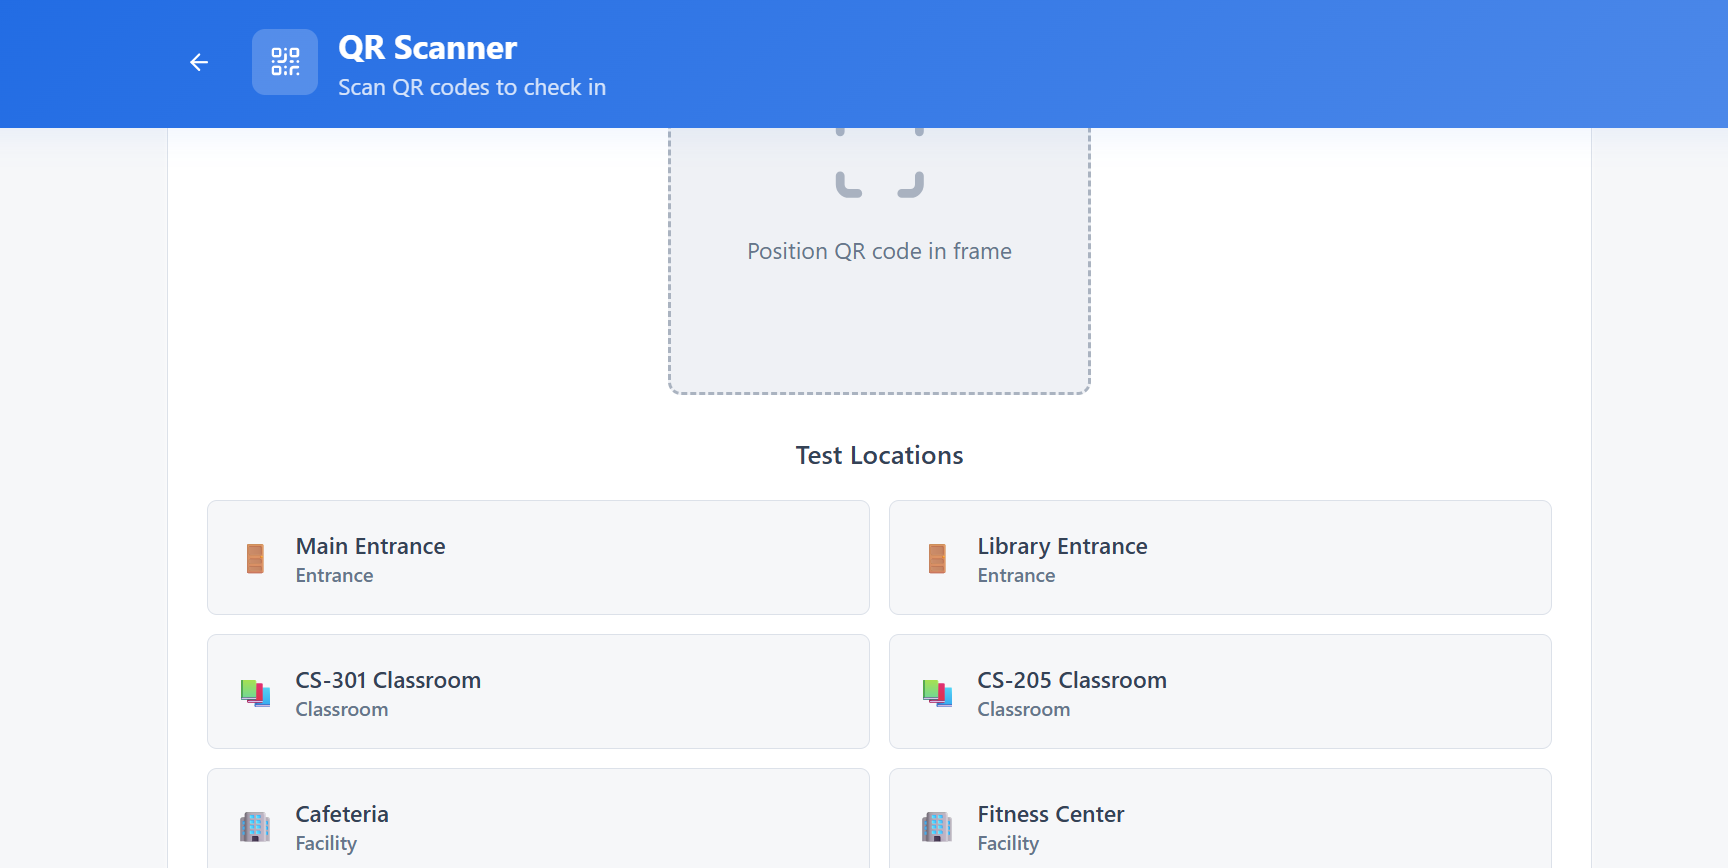 QR Scanner
Scan QR codes to check in
Position QR code in frame
Test Locations
Main Entrance
Entrance
Library Entrance
Entrance
CS-301 Classroom
Classroom
CS-205 Classroom
Classroom
Cafeteria
Facility
Fitness Center
Facility